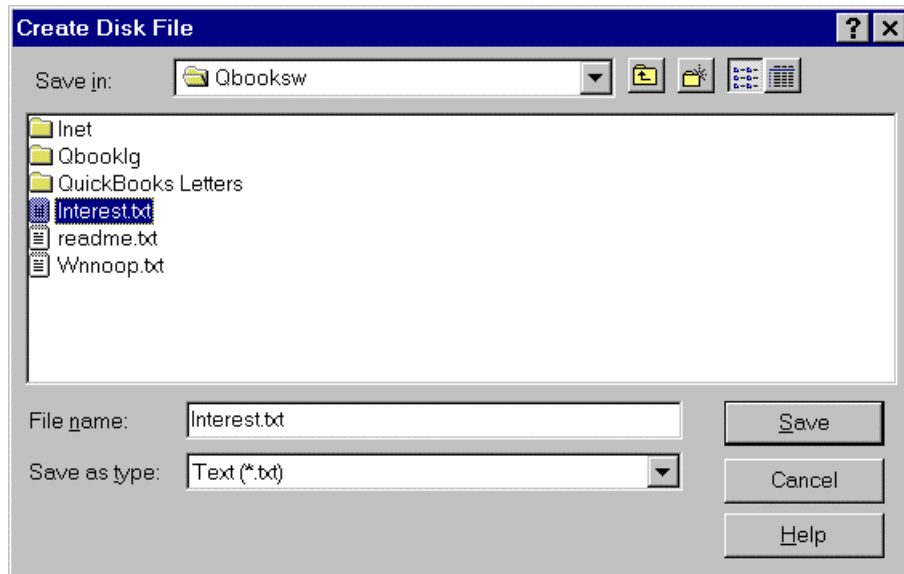 Create Disk File
Save in: Qbooksw
Inet
Qbooklg
QuickBooks Letters
Interest.txt
readme.txt
Wnnoop.txt
File name: Interest.txt Save
Save as type: Text (*.txt) Cancel
Help